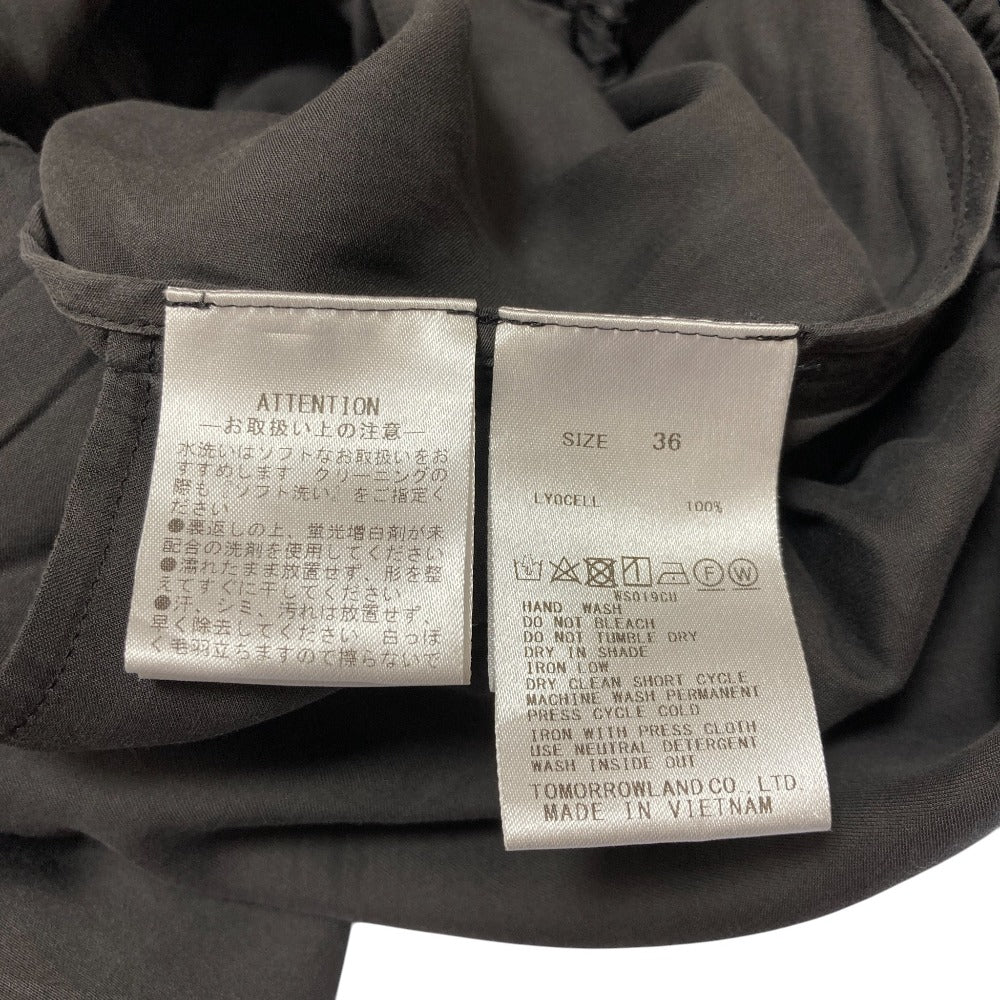 ATTENTION
―お取扱い上の注意―
水洗いはソフトなお取扱いをお
すすめします クリーニングの
際も『ソフト洗い』をご指定く
ださい
●裏返しの上、蛍光増白剤が未
配合の洗剤を使用してください
●濡れたまま放置せず、形を整
えてすぐに干してください
●汗、シミ、汚れは放置せず、
早く除去してください 白っぽ
く毛羽立ちますので擦らないで
SIZE 36
LYOCELL 100%
F W
WS019CU
HAND WASH
DO NOT BLEACH
DO NOT TUMBLE DRY
DRY IN SHADE
IRON LOW
DRY CLEAN SHORT CYCLE
MACHINE WASH PERMANENT
PRESS CYCLE COLD
IRON WITH PRESS CLOTH
USE NEUTRAL DETERGENT
WASH INSIDE OUT
TOMORROWLAND CO.,LTD.
MADE IN VIETNAM